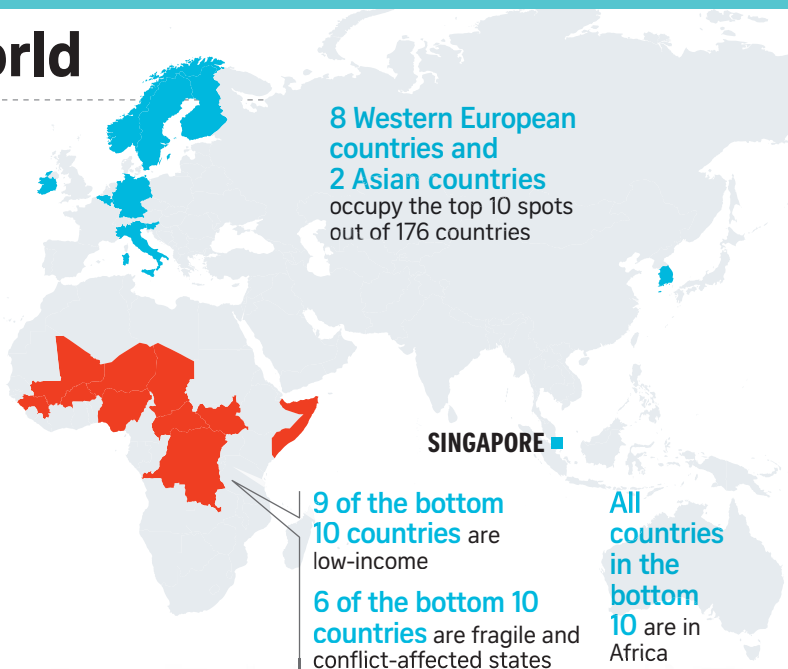 orld
8 Western European
countries and
2 Asian countries
occupy the top 10 spots
out of 176 countries
SINGAPORE
9 of the bottom
10 countries are
low-income
6 of the bottom 10
countries are fragile and
conflict-affected states
All
countries
in the
bottom
10 are in
Africa